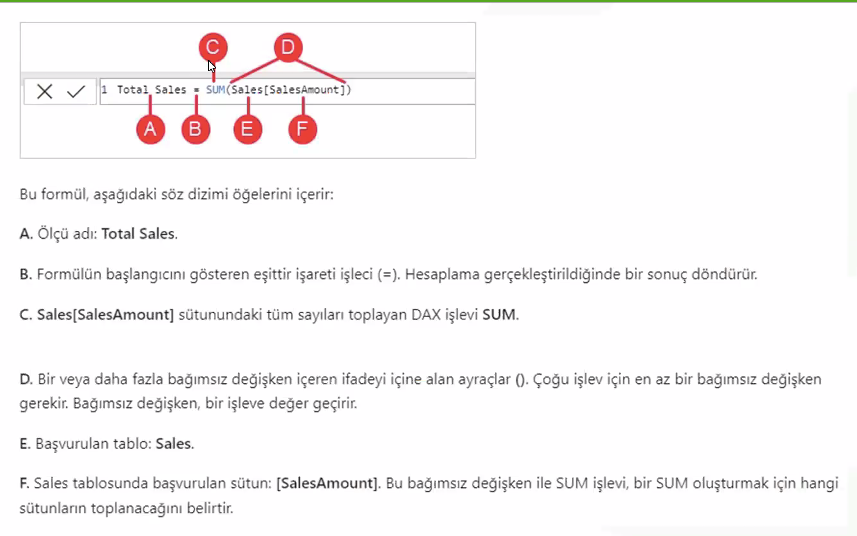 C D
1 Total Sales = SUM(Sales[SalesAmount])
A B E F
Bu formül, aşağıdaki söz dizimi öğelerini içerir:
A. Ölçü adı: Total Sales.
B. Formülün başlangıcını gösteren eşittir işareti işleci (=). Hesaplama gerçekleştirildiğinde bir sonuç döndürür.
C. Sales[SalesAmount] sütunundaki tüm sayıları toplayan DAX işlevi SUM.
D. Bir veya daha fazla bağımsız değişken içeren ifadeyi içine alan ayraçlar (). Çoğu işlev için en az bir bağımsız değişken
gerekir. Bağımsız değişken, bir işleve değer geçirir.
E. Başvurulan tablo: Sales.
F. Sales tablosunda başvurulan sütun: [SalesAmount]. Bu bağımsız değişken ile SUM işlevi, bir SUM oluşturmak için hangi
sütunların toplanacağını belirtir.